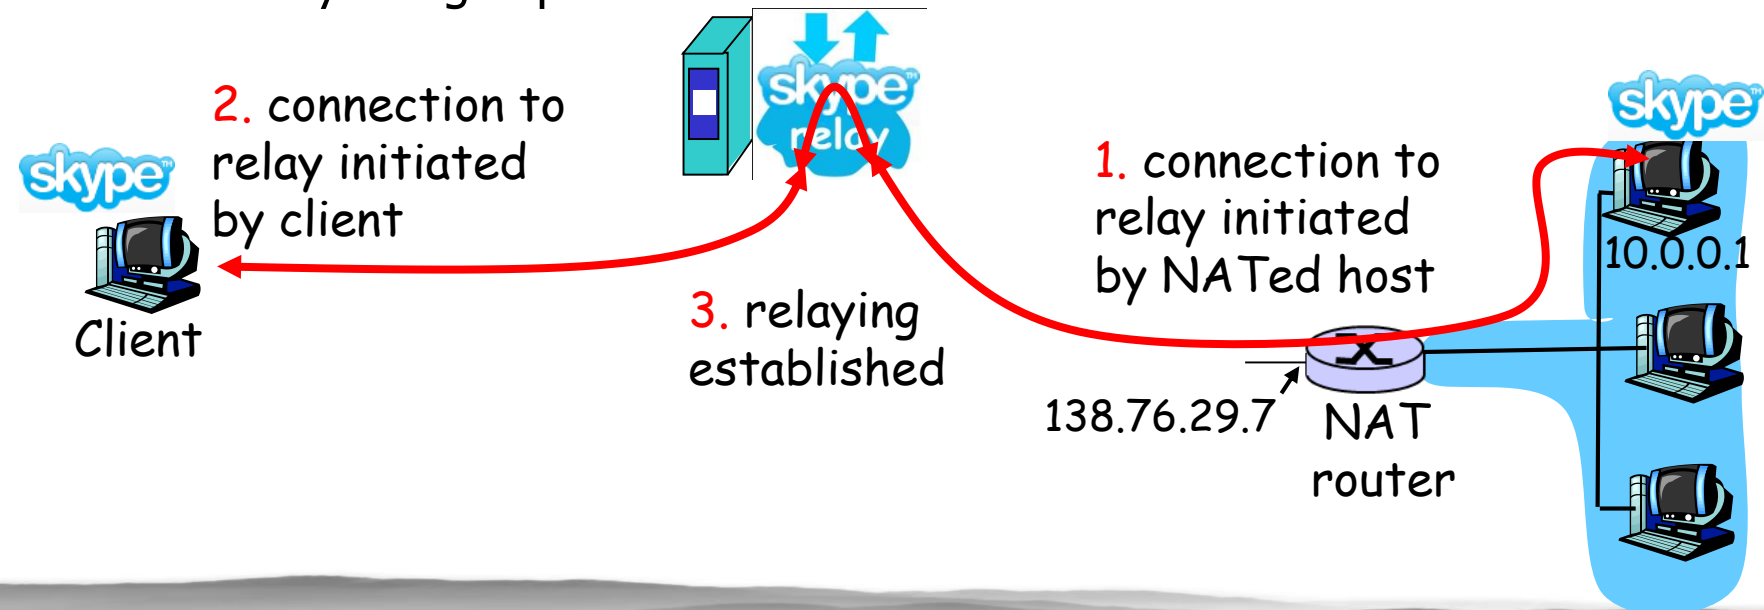 skype
relay
2. connection to
relay initiated
by client
skype
Client
3. relaying
established
1. connection to
relay initiated
by NATed host
skype
10.0.0.1
138.76.29.7
NAT
router